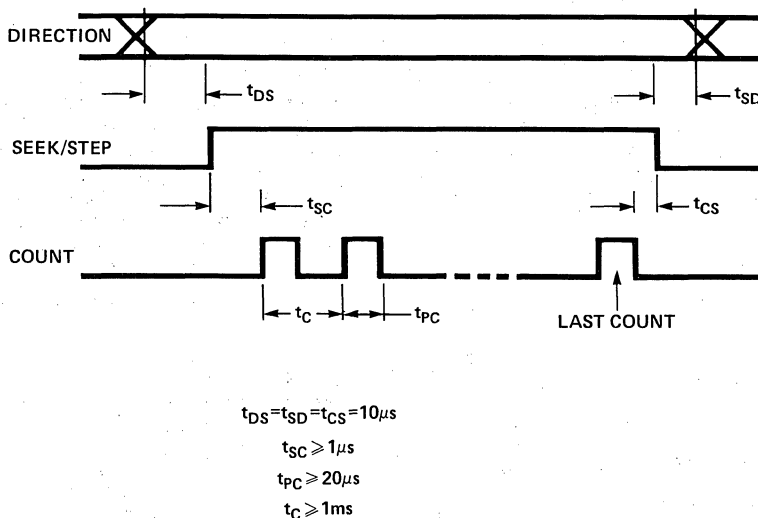 DIRECTION
t_DS
t_SD
SEEK/STEP
t_SC
t_CS
COUNT
t_C
t_PC
LAST COUNT
t_DS=t_SD=t_CS=10μs
t_SC⩾1μs
t_PC⩾20μs
t_C⩾1ms